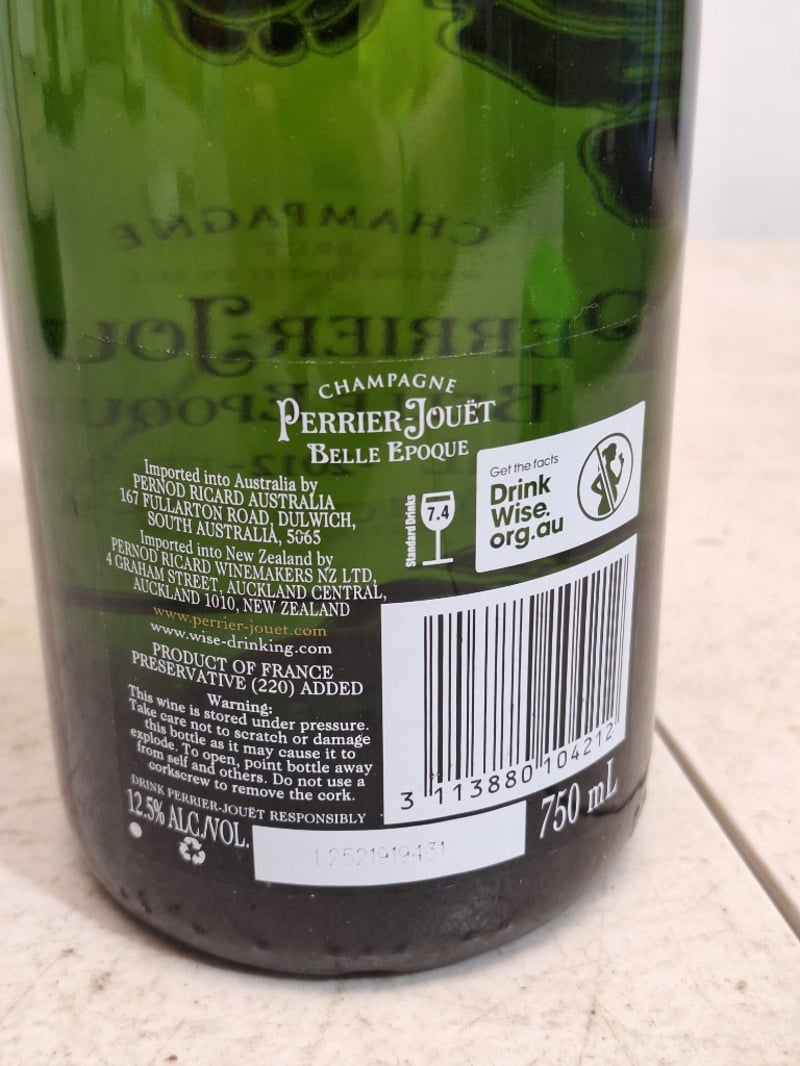 CHAMPAGNE
PERRIER-JOUËT
BELLE EPOQUE
2012
CHAMPAGNE
PERRIER-JOUËT
BELLE EPOQUE
Imported into Australia by
PERNOD RICARD AUSTRALIA
167 FULLARTON ROAD, DULWICH,
SOUTH AUSTRALIA, 5065
Imported into New Zealand by
PERNOD RICARD WINEMAKERS NZ LTD,
4 GRAHAM STREET, AUCKLAND CENTRAL,
AUCKLAND 1010, NEW ZEALAND
www.perrier-jouet.com
www.wise-drinking.com
PRODUCT OF FRANCE
PRESERVATIVE (220) ADDED
Warning:
This wine is stored under pressure.
Take care not to scratch or damage
this bottle as it may cause it to
explode. To open, point bottle away
from self and others. Do not use a
corkscrew to remove the cork.
DRINK PERRIER-JOUËT RESPONSIBLY
12.5% ALC./VOL.
Standard Drinks
7.4
Get the facts
Drink
Wise.
org.au
3 113880 104212
750 mL
L2521919431